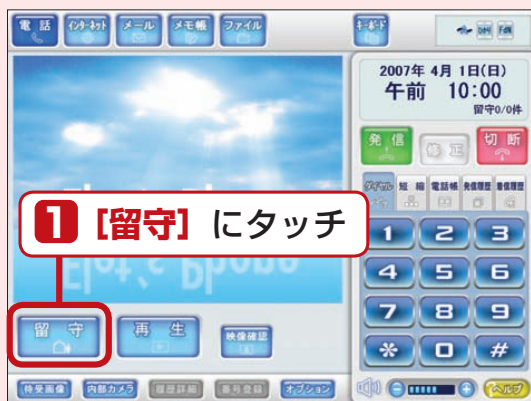 電話 インターネット メール メモ帳 ファイル キーボード
2007年 4月 1日(日)
午前 10:00
留守0/0件
発信 修正 切断
ダイヤル 短縮 電話帳 発信履歴 着信履歴
1 [留守] にタッチ
1 2 3
4 5 6
7 8 9
* 0 #
留守 再生 映像確認
待受画像 内部カメラ 履歴詳細 番号登録 オプション ヘルプ